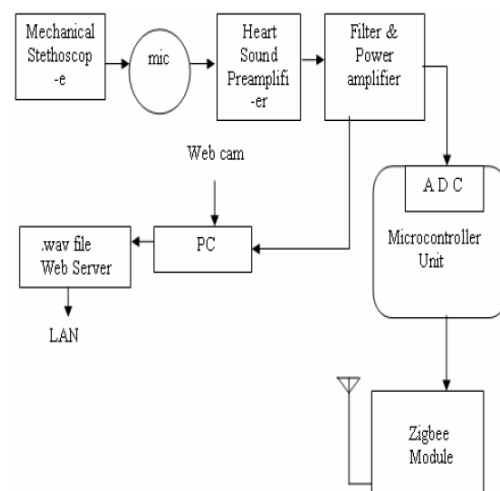 Mechanical
Stethoscop
-e
mic
Heart
Sound
Preamplifi
-er
Filter &
Power
amplifier
Web cam
A D C
Microcontroller
Unit
.wav file
Web Server
PC
LAN
Zigbee
Module